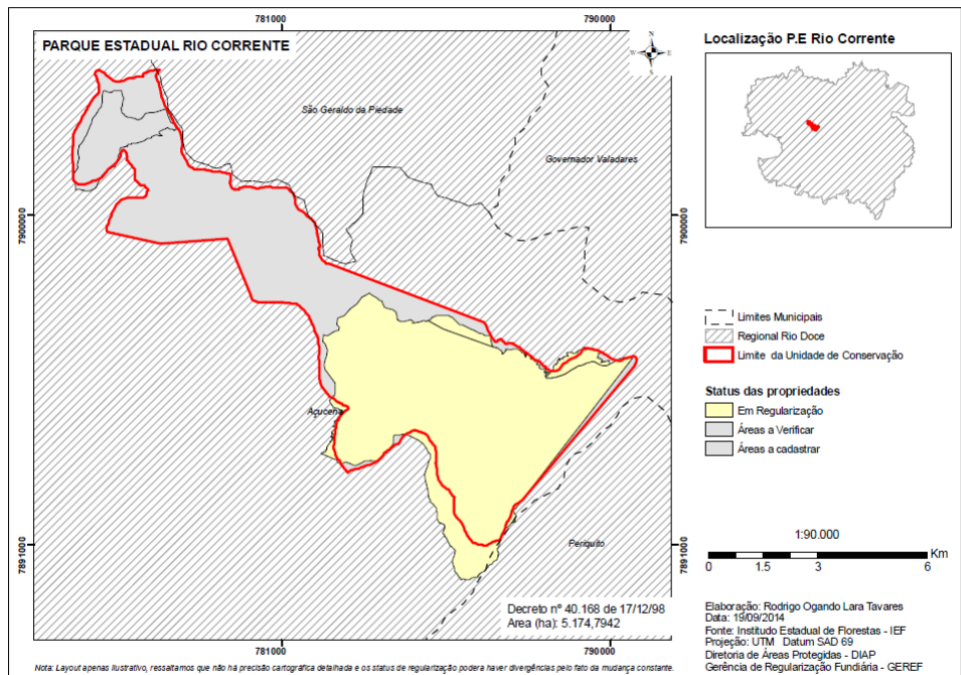 781000
790000
PARQUE ESTADUAL RIO CORRENTE
N
W
E
S
São Geraldo da Piedade
Governador Valadares
7900000
7900000
Açucena
7891000
7891000
Periquito
Decreto nº 40.168 de 17/12/98
Area (ha): 5.174,7942
781000
790000
Nota: Layout apenas ilustrativo, ressaltamos que não há precisão cartográfica detalhada e os status de regularização podera haver divergências pelo fato da mudança constante.
Localização P.E Rio Corrente
Limites Municipais
Regional Rio Doce
Limite da Unidade de Conservação
Status das propriedades
Em Regularização
Áreas a Verificar
Áreas a cadastrar
1:90.000
Km
0 1.5 3 6
Elaboração: Rodrigo Ogando Lara Tavares
Data: 19/09/2014
Fonte: Institudo Estadual de Florestas - IEF
Projeção: UTM Datum SAD 69
Diretoria de Áreas Protegidas - DIAP
Gerência de Regularização Fundiária - GEREF